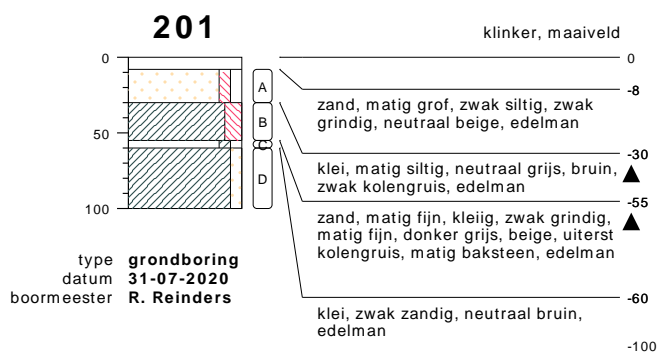 201
klinker, maaiveld
0
0
-8
A
zand, matig grof, zwak siltig, zwak
grindig, neutraal beige, edelman
B
50
-30
klei, matig siltig, neutraal grijs, bruin,
zwak kolengruis, edelman
C
-55
D
zand, matig fijn, kleiig, zwak grindig,
matig fijn, donker grijs, beige, uiterst
kolengruis, matig baksteen, edelman
100
type grondboring
datum 31-07-2020
boormeester R. Reinders
-60
klei, zwak zandig, neutraal bruin,
edelman
-100